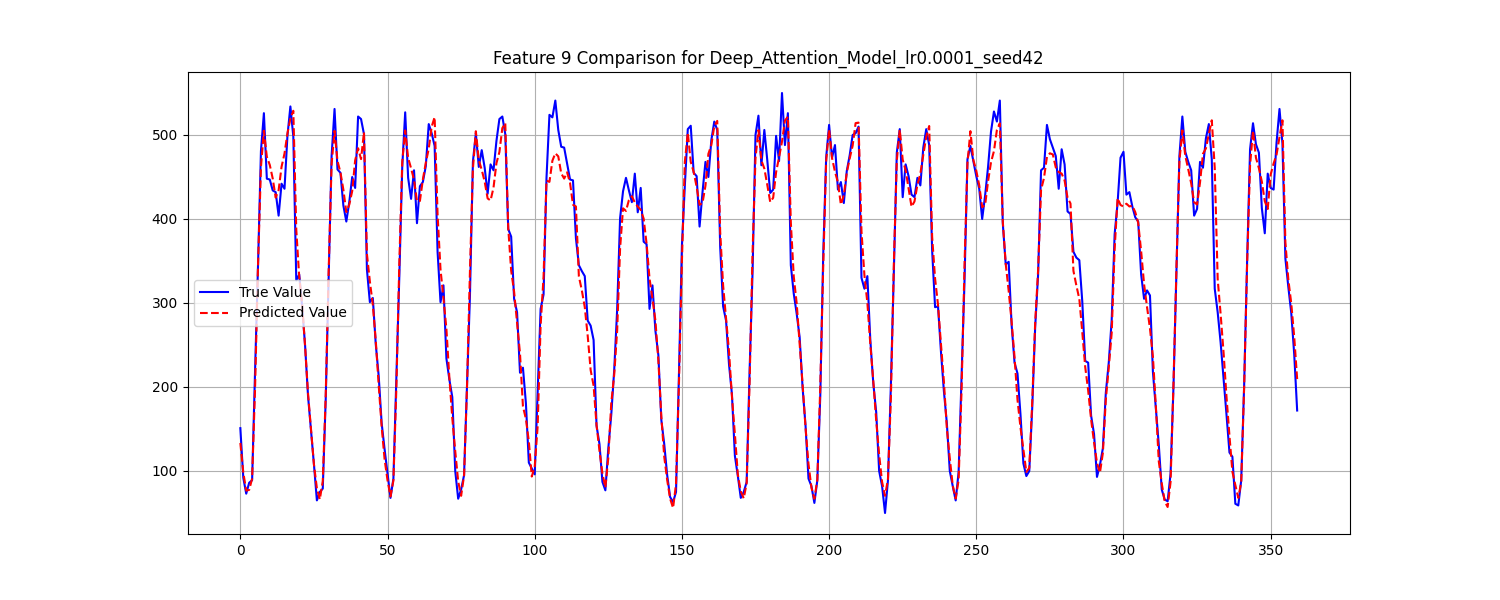 Feature 9 Comparison for Deep_Attention_Model_lr0.0001_seed42
500
400
300
200
100
True Value
Predicted Value
0 50 100 150 200 250 300 350